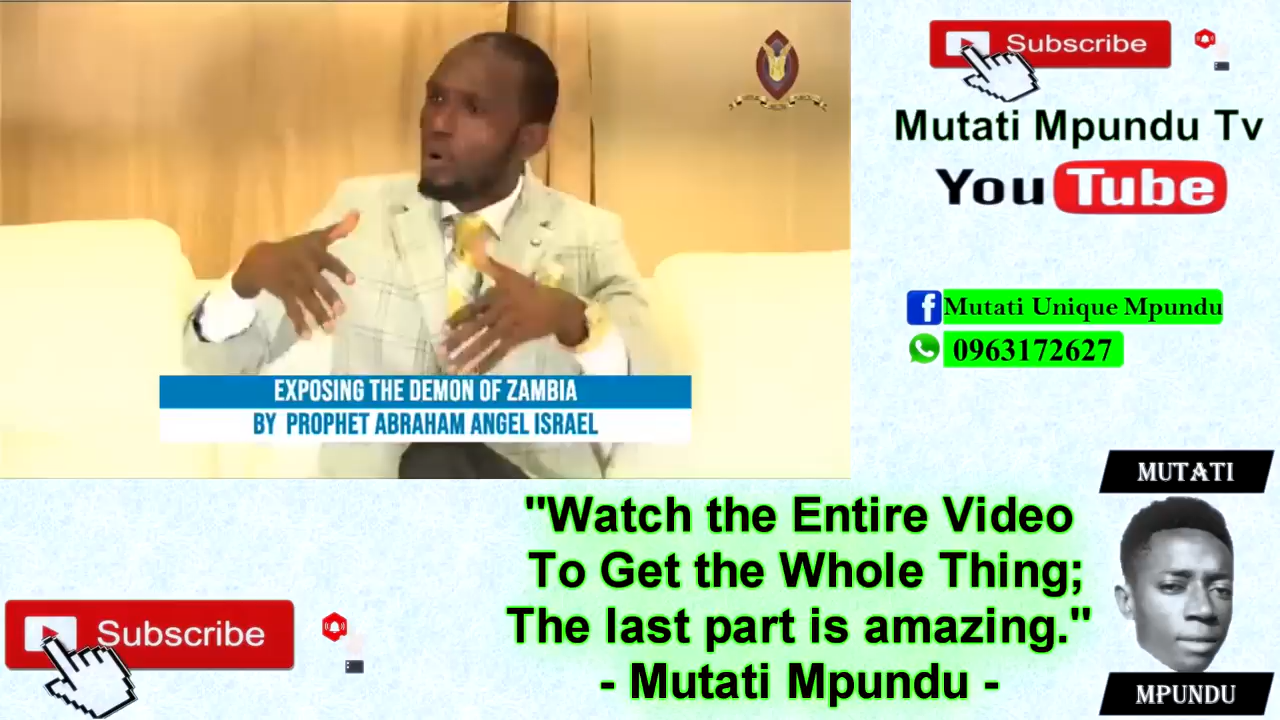 EXPOSING THE DEMON OF ZAMBIA
BY PROPHET ABRAHAM ANGEL ISRAEL
Subscribe
Mutati Mpundu Tv
YouTube
f Mutati Unique Mpundu
0963172627
Subscribe
"Watch the Entire Video
To Get the Whole Thing;
The last part is amazing."
- Mutati Mpundu -
MUTATI
MPUNDU